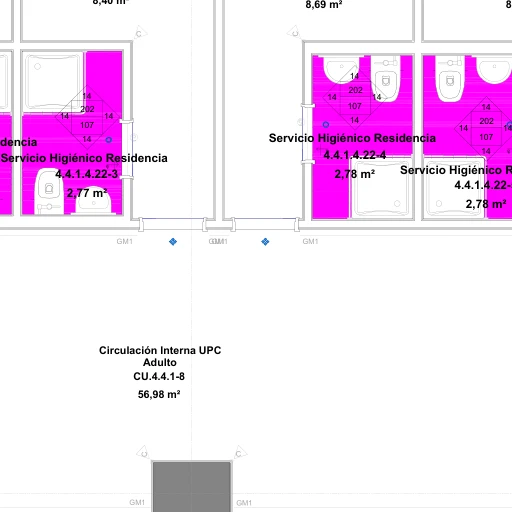 8,40 m²
8,69 m²
8
C
C
14
202
14
14
107
14
14
202
14
14
107
14
14
202
14
107
14
dencia
Servicio Higiénico Residencia
4.4.1.4.22-3
2,77 m²
Servicio Higiénico Residencia
4.4.1.4.22-4
2,78 m²
Servicio Higiénico R
4.4.1.4.22-
2,78 m²
GM1
GM1
GM1
Circulación Interna UPC
Adulto
CU.4.4.1-8
56,98 m²
C
GM1
GM1